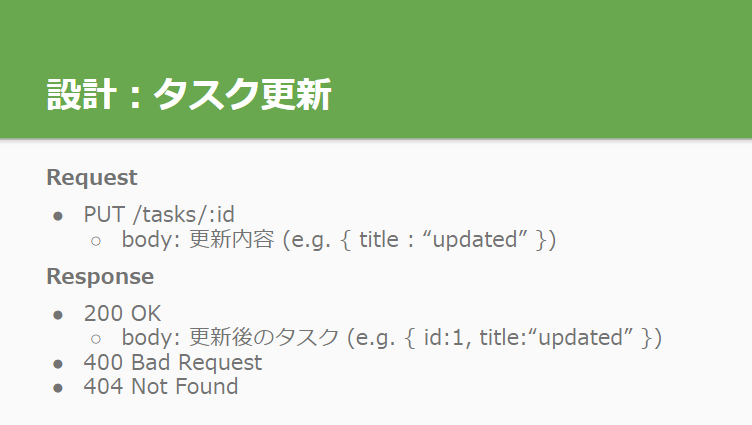 設計：タスク更新
Request
● PUT /tasks/:id
○ body: 更新内容 (e.g. { title : “updated” })
Response
● 200 OK
○ body: 更新後のタスク (e.g. { id:1, title:“updated” })
● 400 Bad Request
● 404 Not Found